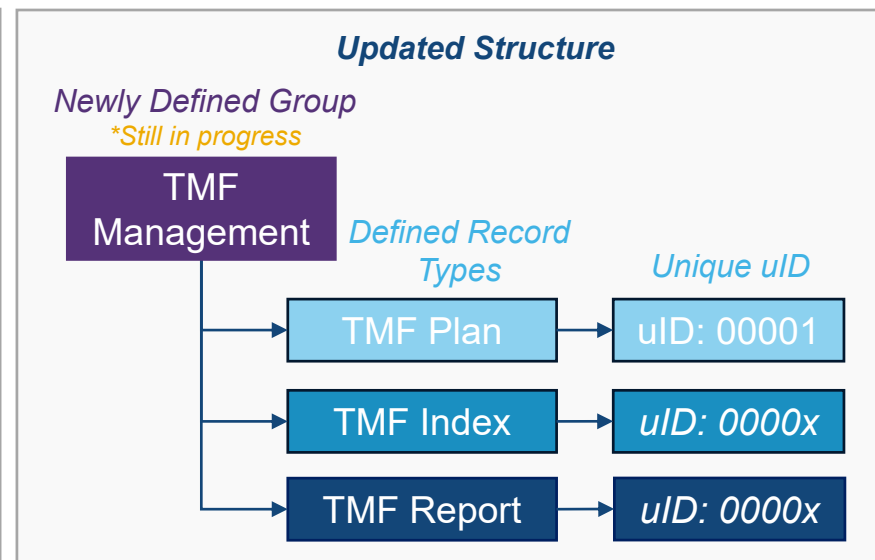 Updated Structure
Newly Defined Group
*Still in progress
TMF
Management
Defined Record
Types
Unique uID
TMF Plan
uID: 00001
TMF Index
uID: 0000x
TMF Report
uID: 0000x